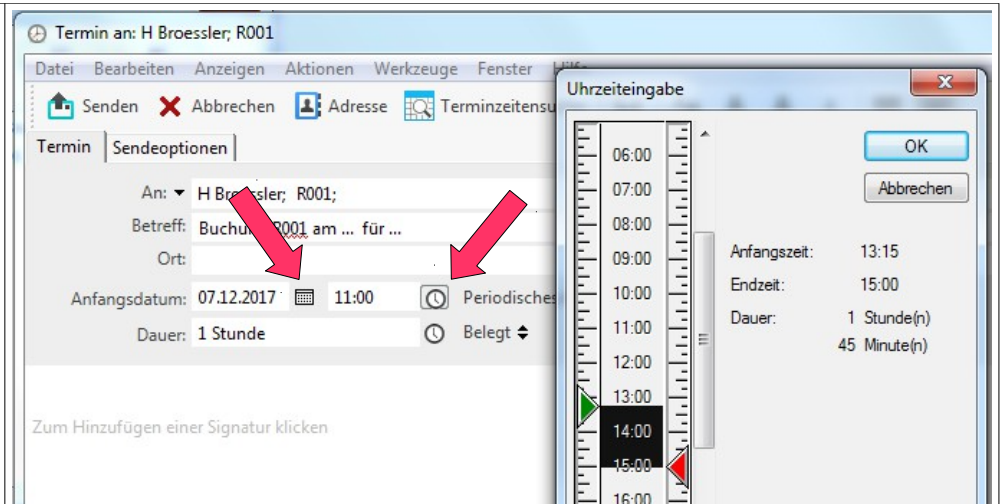 Termin an: H Broessler; R001
Datei Bearbeiten Anzeigen Aktionen Werkzeuge Fenster
Senden Abbrechen Adresse
Termin Sendeoptionen
An: H Broessler; R001;
Betreff: R001 am ... für ...
Ort:
Anfangsdatum: 07.12.2017 11:00
Dauer: 1 Stunde Belegt
Zum Hinzufügen einer Signatur klicken
Uhrzeiteingabe
06:00
07:00
08:00
09:00
10:00
11:00
12:00
13:00
14:00
15:00
16:00
OK
Abbrechen
Anfangszeit: 13:15
Endzeit: 15:00
Dauer: 1 Stunde(n)
45 Minute(n)